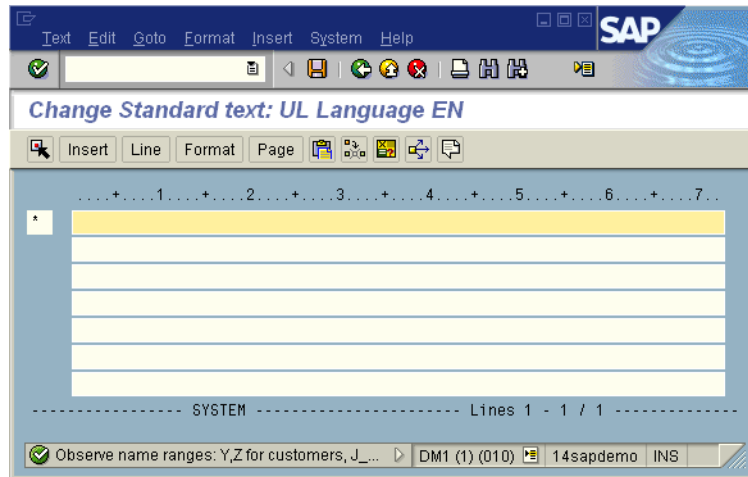 SAP
Text Edit Goto Format Insert System Help
Change Standard text: UL Language EN
Insert Line Format Page
....+....1....+....2....+....3....+....4....+....5....+....6....+....7..
*
----------------- SYSTEM ----------------------- Lines 1 - 1 / 1 --------------
Observe name ranges: Y,Z for customers, J_... DM1 (1) (010) 14sapdemo INS